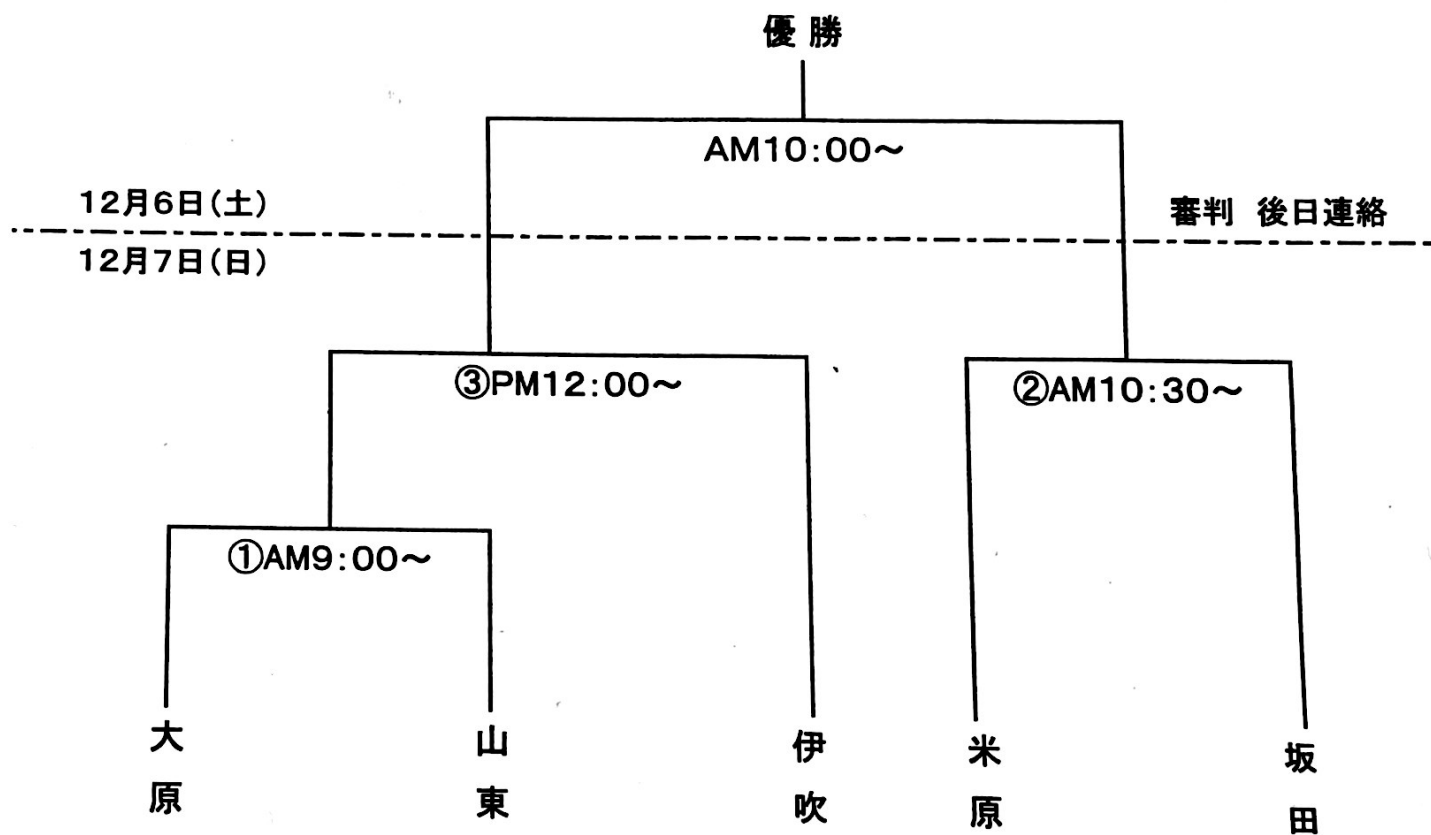 優勝
AM10:00～
12月6日(土)
審判 後日連絡
12月7日(日)
③PM12:00～
②AM10:30～
①AM9:00～
大原
山東
伊吹
米原
坂田